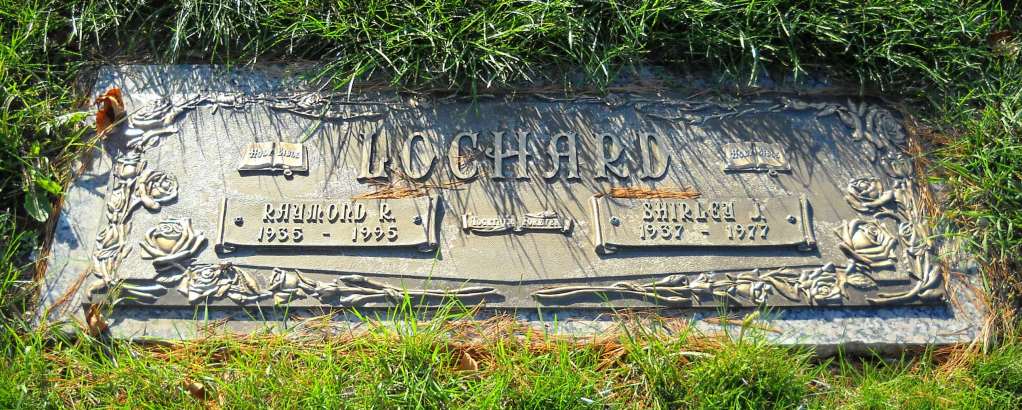 LOCHARD
Holy Bible
Holy Bible
RAYMOND R.
1935 - 1995
TOGETHER FOREVER
SHIRLEY J.
1937 - 1977